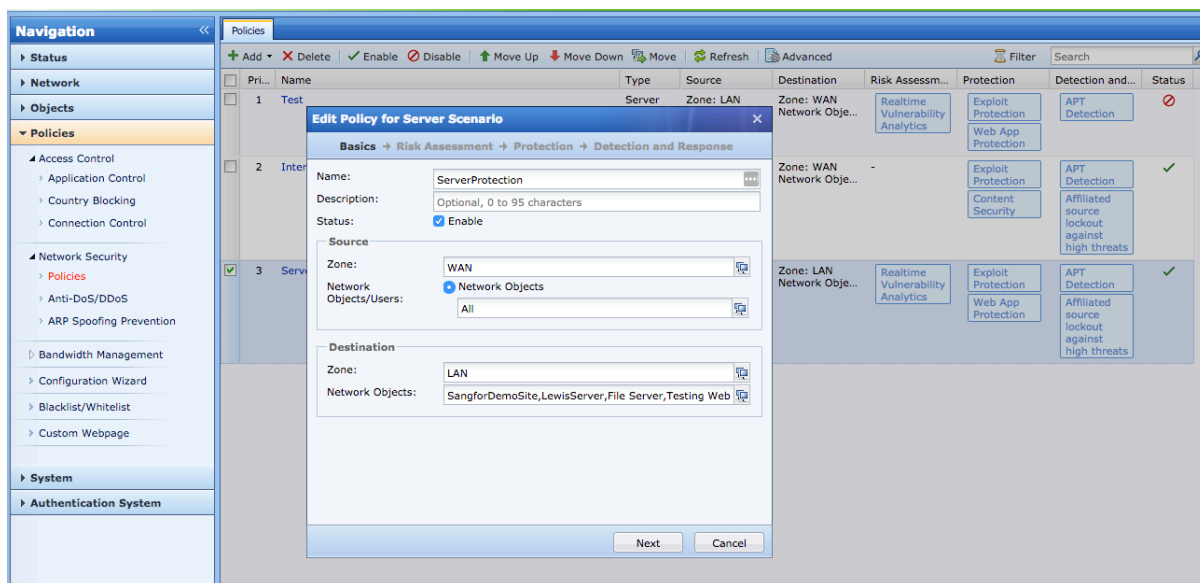 Navigation
Status
Network
Objects
Policies
Access Control
Application Control
Country Blocking
Connection Control
Network Security
Policies
Anti-DoS/DDoS
ARP Spoofing Prevention
Bandwidth Management
Configuration Wizard
Blacklist/Whitelist
Custom Webpage
System
Authentication System
Policies
Add Delete Enable Disable Move Up Move Down Move Refresh Advanced Filter Search
Pri... Name Type Source Destination Risk Assessm... Protection Detection and... Status
1 Test Server Zone: LAN Zone: WAN
Network Obje...
Realtime
Vulnerability
Analytics
Exploit
Protection
Web App
Protection
APT
Detection
2 Inter Zone: WAN
Network Obje...
-
Exploit
Protection
Content
Security
APT
Detection
Affiliated
source
lockout
against
high threats
3 Serv Zone: LAN
Network Obje...
Realtime
Vulnerability
Analytics
Exploit
Protection
Web App
Protection
APT
Detection
Affiliated
source
lockout
against
high threats
Edit Policy for Server Scenario
Basics → Risk Assessment → Protection → Detection and Response
Name: ServerProtection
Description: Optional, 0 to 95 characters
Status: Enable
Source
Zone: WAN
Network
Objects/Users:
Network Objects
All
Destination
Zone: LAN
Network Objects: SangforDemoSite,LewisServer,File Server,Testing Web
Next Cancel